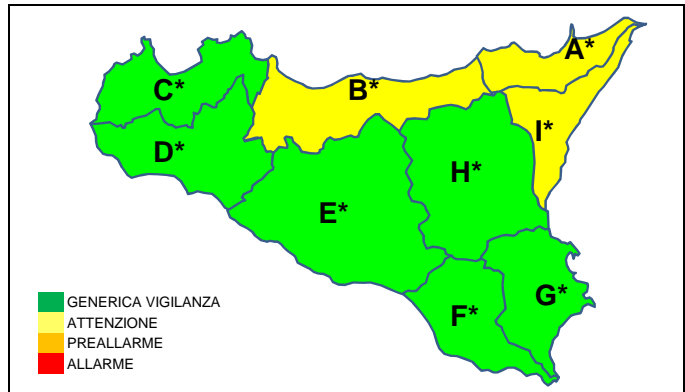 A*
B*
C*
I*
D*
H*
E*
G*
F*
GENERICA VIGILANZA
ATTENZIONE
PREALLARME
ALLARME